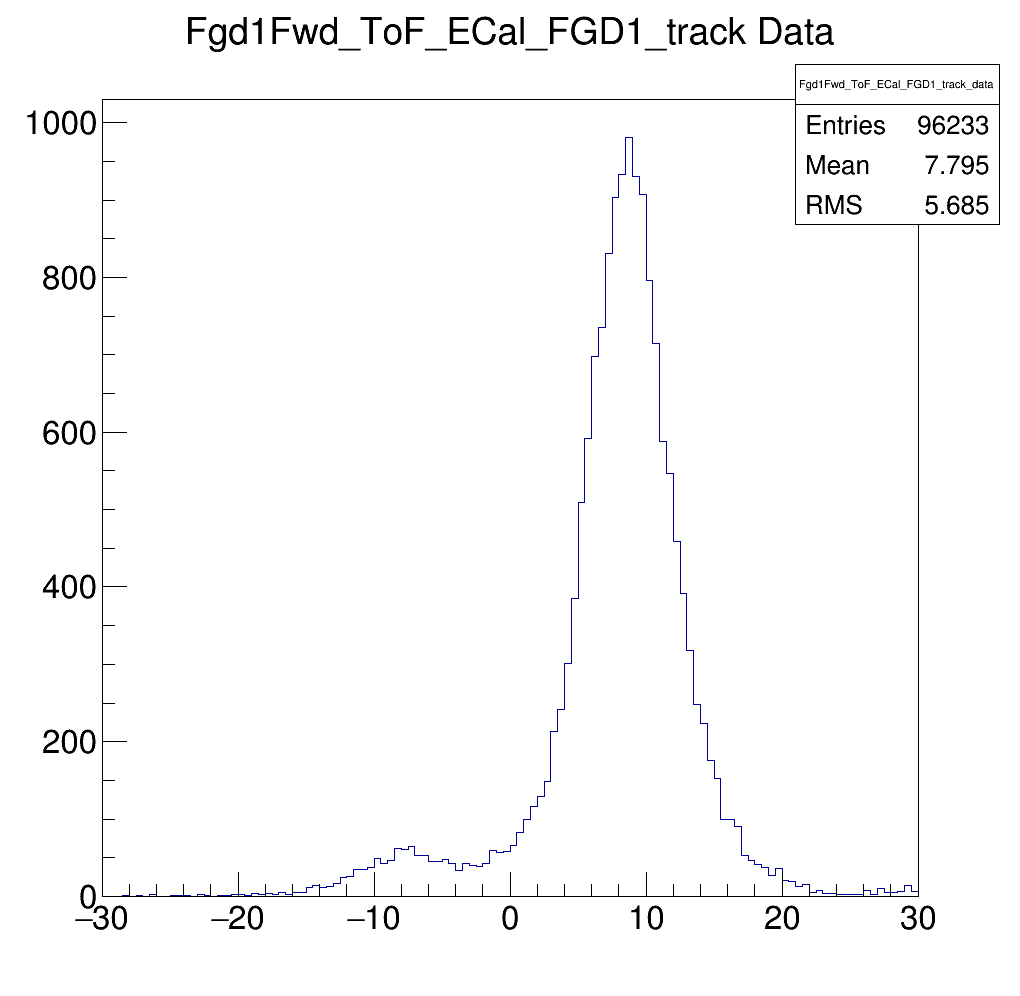 Fgd1Fwd_ToF_ECal_FGD1_track Data
Fgd1Fwd_ToF_ECal_FGD1_track_data
Entries 96233
Mean 7.795
RMS 5.685
1000
800
600
400
200
0
−30 −20 −10 0 10 20 30